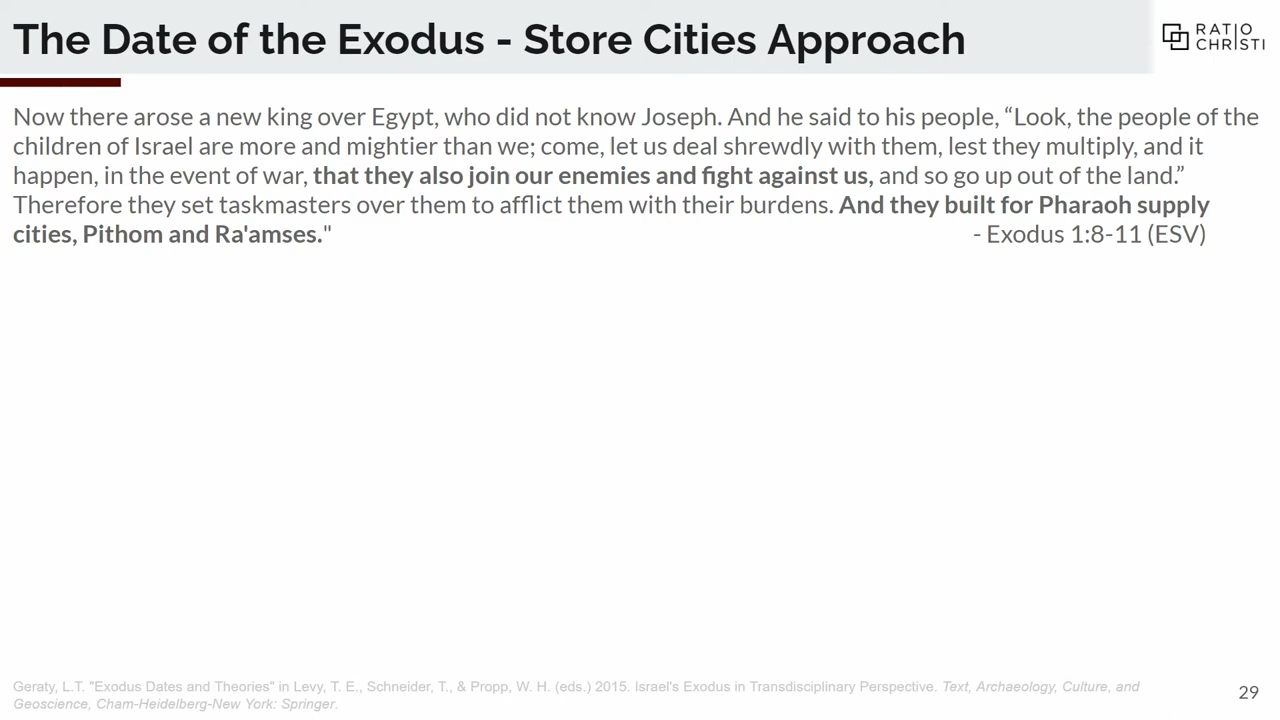 The Date of the Exodus - Store Cities Approach
RATIO
CHRISTI
Now there arose a new king over Egypt, who did not know Joseph. And he said to his people, “Look, the people of the
children of Israel are more and mightier than we; come, let us deal shrewdly with them, lest they multiply, and it
happen, in the event of war, that they also join our enemies and fight against us, and so go up out of the land.”
Therefore they set taskmasters over them to afflict them with their burdens. And they built for Pharaoh supply
cities, Pithom and Ra'amses." - Exodus 1:8-11 (ESV)
Geraty, L.T. "Exodus Dates and Theories" in Levy, T. E., Schneider, T., & Propp, W. H. (eds.) 2015. Israel's Exodus in Transdisciplinary Perspective. Text, Archaeology, Culture, and
Geoscience, Cham-Heidelberg-New York: Springer.
29